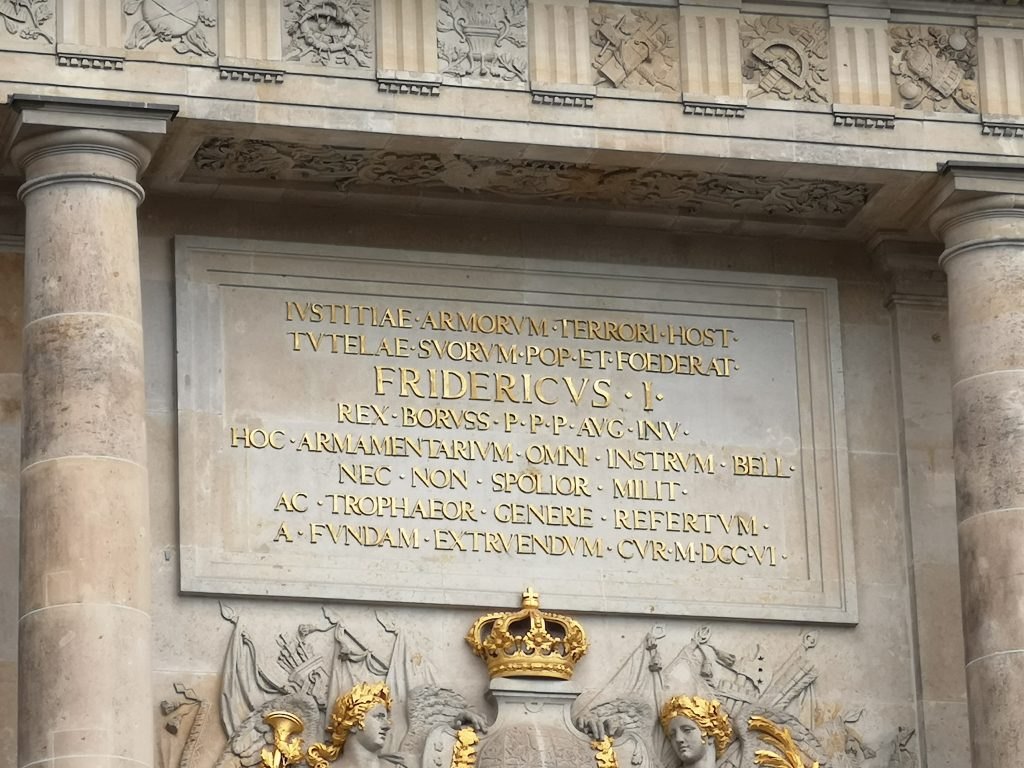 IVSTITIAE·ARMORVM·TERRORI·HOST·
TVTELAE·SVORVM·POP·ET·FOEDERAT·
FRIDERICVS·I·
REX·BORVSS·P·P·P·AVG·INV·
HOC·ARMAMENTARIVM·OMNI·INSTRVM·BELL·
NEC·NON·SPOLIOR·MILIT·
AC·TROPHAEOR·GENERE·REFERTVM·
A·FVNDAM·EXTRVENDVM·CVR·M·DCC·VI·